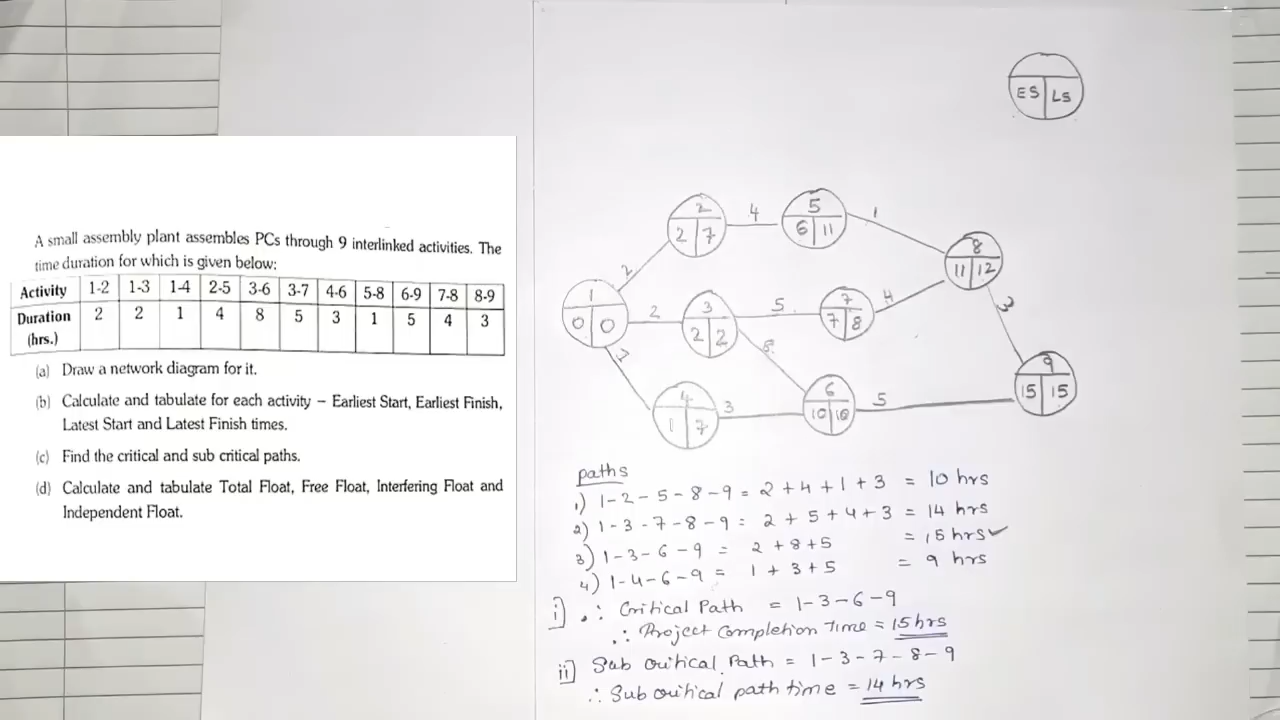 A small assembly plant assembles PCs through 9 interlinked activities. The
time duration for which is given below:
Activity 1-2 1-3 1-4 2-5 3-6 3-7 4-6 5-8 6-9 7-8 8-9
Duration (hrs.) 2 2 1 4 8 5 3 1 5 4 3
(a) Draw a network diagram for it.
(b) Calculate and tabulate for each activity – Earliest Start, Earliest Finish,
Latest Start and Latest Finish times.
(c) Find the critical and sub critical paths.
(d) Calculate and tabulate Total Float, Free Float, Interfering Float and
Independent Float.
ES LS
2
2 7
4
5
6 11
1
8
11 12
2
1
0 0
2
3
2 2
5
7
7 8
4
3
8
1
4
1 7
3
6
10 10
5
9
15 15
paths
1) 1-2-5-8-9 = 2+4+1+3 = 10 hrs
2) 1-3-7-8-9 = 2+5+4+3 = 14 hrs
3) 1-3-6-9 = 2+8+5 = 15 hrs ✓
4) 1-4-6-9 = 1+3+5 = 9 hrs
i] ∴ Critical Path = 1-3-6-9
∴ Project Completion time = 15 hrs
ii] Sub critical Path = 1-3-7-8-9
∴ Sub critical path time = 14 hrs